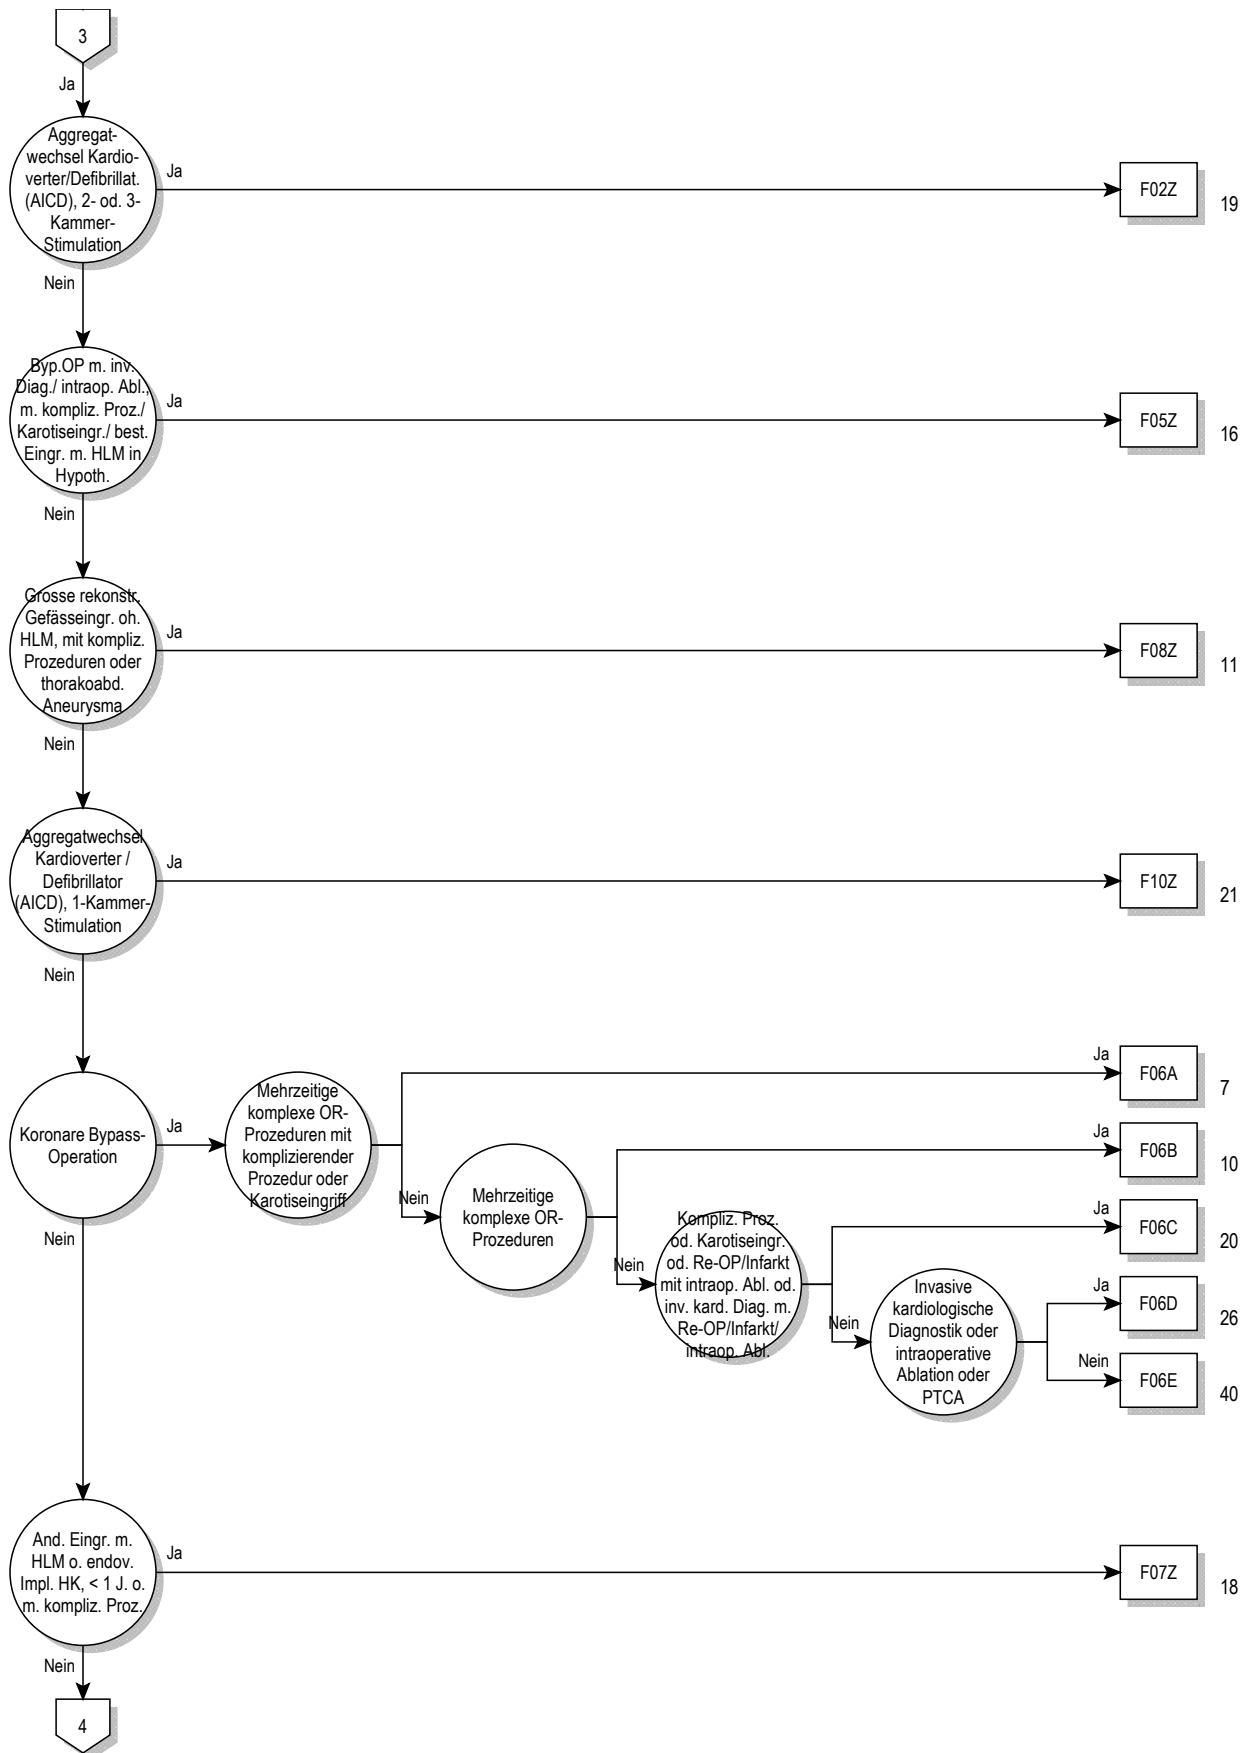 3
Ja
Aggregat-
wechsel Kardio-
verter/Defibrillat.
(AICD), 2- od. 3-
Kammer-
Stimulation
Ja
F02Z
19
Nein
Byp.OP m. inv.
Diag./ intraop. Abl.,
m. kompliz. Proz./
Karotiseingr./ best.
Eingr. m. HLM in
Hypoth.
Ja
F05Z
16
Nein
Grosse rekonstr.
Gefässeingr. oh.
HLM, mit kompliz.
Prozeduren oder
thorakoabd.
Aneurysma
Ja
F08Z
11
Nein
Aggregatwechsel
Kardioverter /
Defibrillator
(AICD), 1-Kammer-
Stimulation
Ja
F10Z
21
Nein
Koronare Bypass-
Operation
Ja
Mehrzeitige
komplexe OR-
Prozeduren mit
komplizierender
Prozedur oder
Karotiseingriff
Ja
F06A
7
Nein
Mehrzeitige
komplexe OR-
Prozeduren
Ja
F06B
10
Nein
Kompliz. Proz.
od. Karotiseingr.
od. Re-OP/Infarkt
mit intraop. Abl. od.
inv. kard. Diag. m.
Re-OP/Infarkt/
intraop. Abl.
Ja
F06C
20
Nein
Invasive
kardiologische
Diagnostik oder
intraoperative
Ablation oder
PTCA
Ja
F06D
26
Nein
F06E
40
Nein
And. Eingr. m.
HLM o. endov.
Impl. HK, < 1 J. o.
m. kompliz. Proz.
Ja
F07Z
18
Nein
4